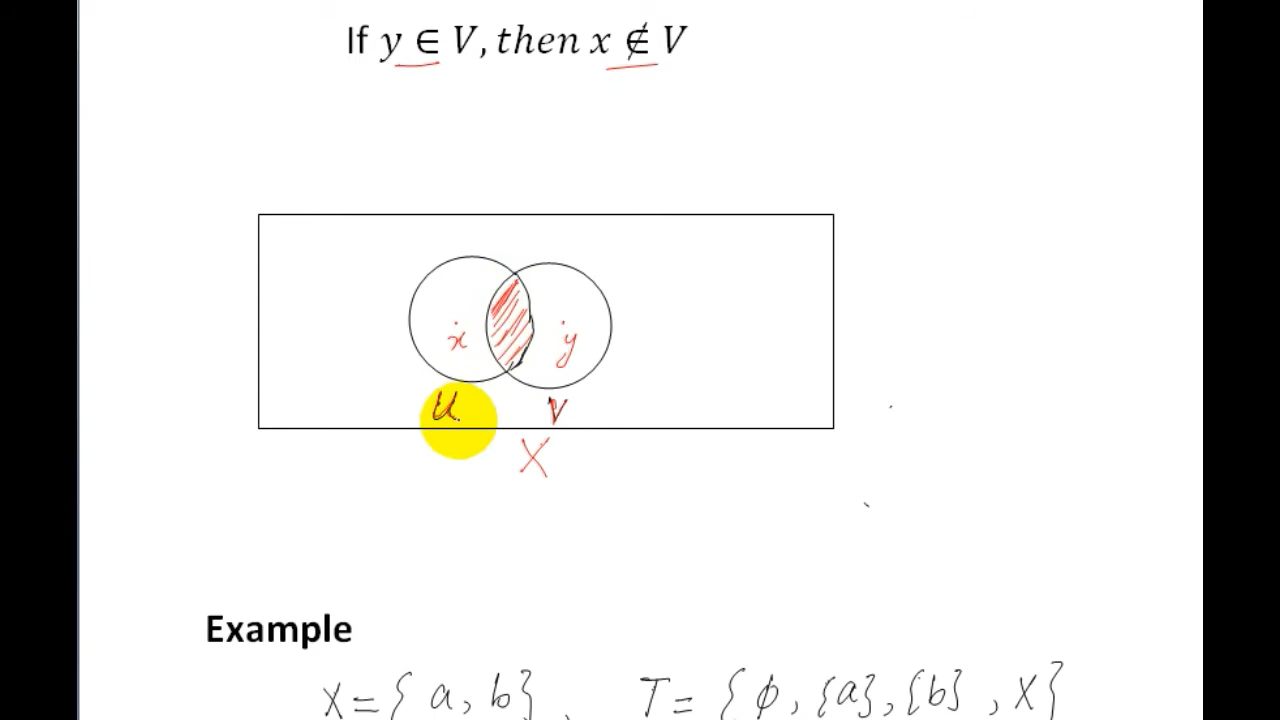 If y ∈ V, then x ∉ V
x y
U V
X
Example
X = { a, b }, T = { ϕ, {a}, {b}, X }